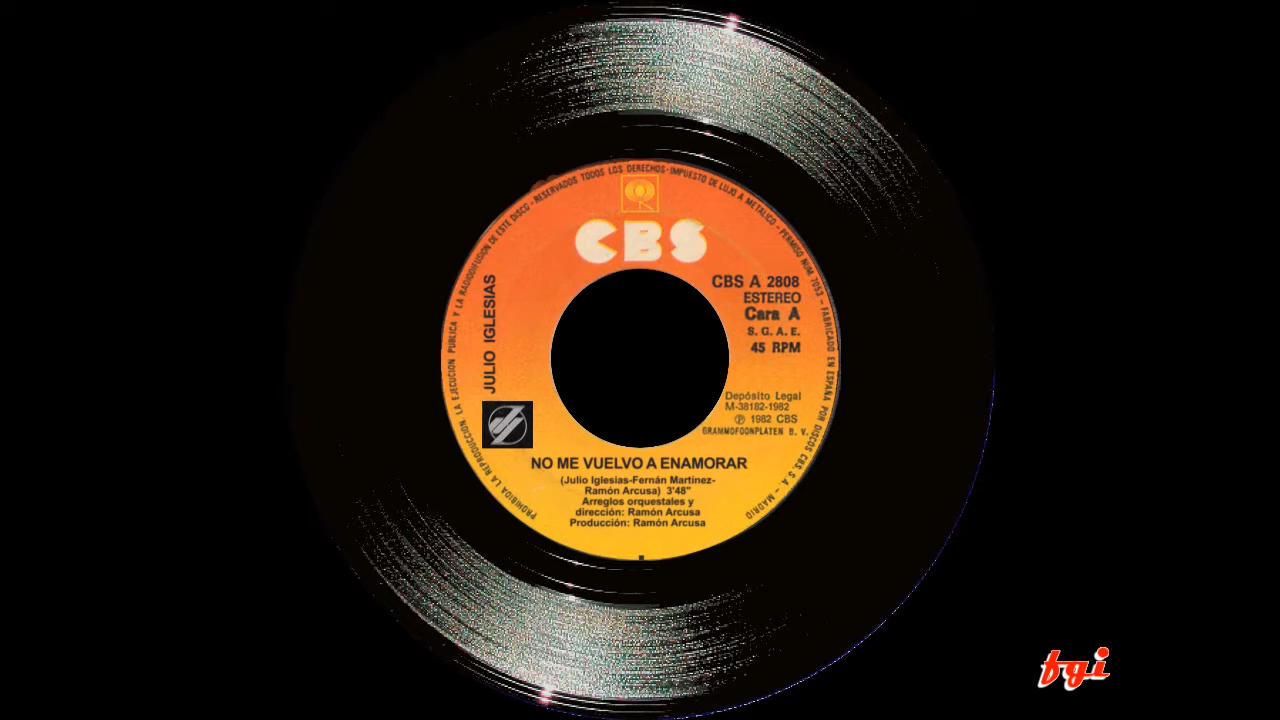 PROHIBIDA LA REPRODUCCION, LA EJECUCION PUBLICA Y LA RADIODIFUSION DE ESTE DISCO - RESERVADOS TODOS LOS DERECHOS - IMPUESTO DE LUJO A METALICO - PERMISO NUM 7053 - FABRICADO EN ESPAÑA POR DISCOS CBS, S. A. - MADRID
CBS
JULIO IGLESIAS
CBS A 2808
ESTEREO
Cara A
S. G. A. E.
45 RPM
Depósito Legal
M-38182-1982
Ⓟ 1982 CBS
GRAMMOFOONPLATEN B. V.
NO ME VUELVO A ENAMORAR
(Julio Iglesias-Fernán Martínez-
Ramón Arcusa) 3'48"
Arreglos orquestales y
dirección: Ramón Arcusa
Producción: Ramón Arcusa
fgi